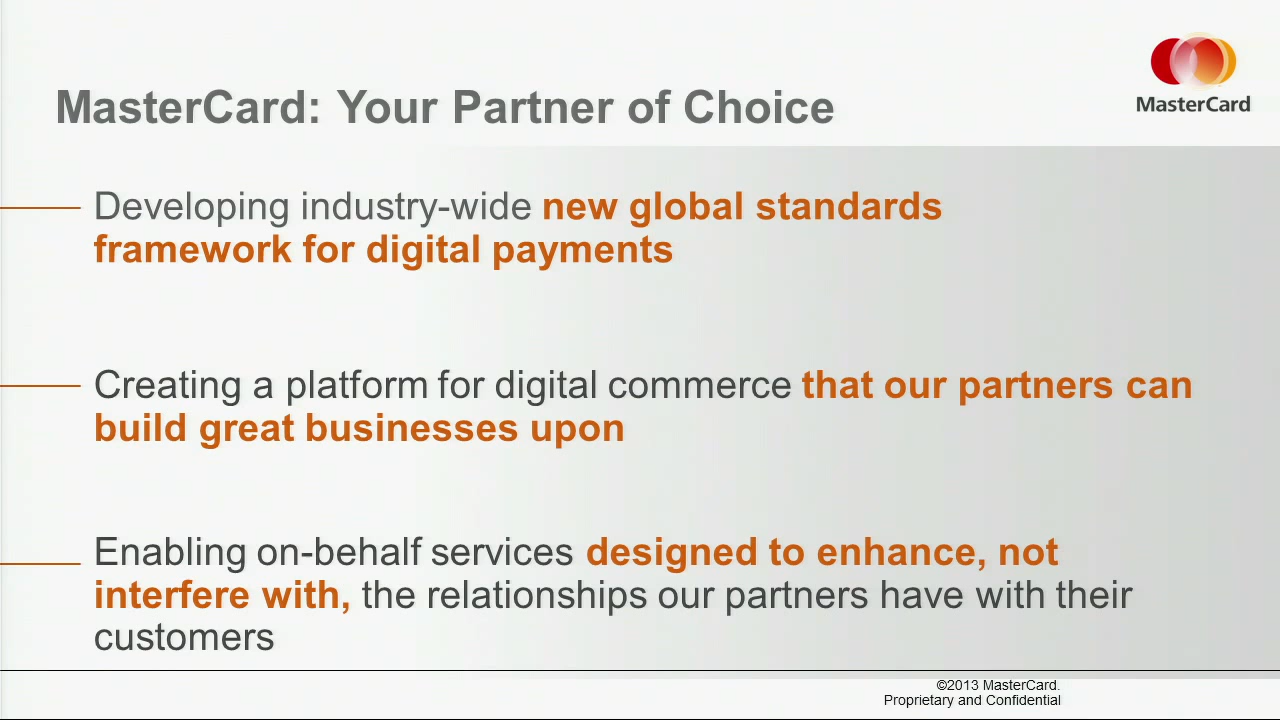 MasterCard
MasterCard: Your Partner of Choice
Developing industry-wide new global standards
framework for digital payments
Creating a platform for digital commerce that our partners can
build great businesses upon
Enabling on-behalf services designed to enhance, not
interfere with, the relationships our partners have with their
customers
©2013 MasterCard.
Proprietary and Confidential